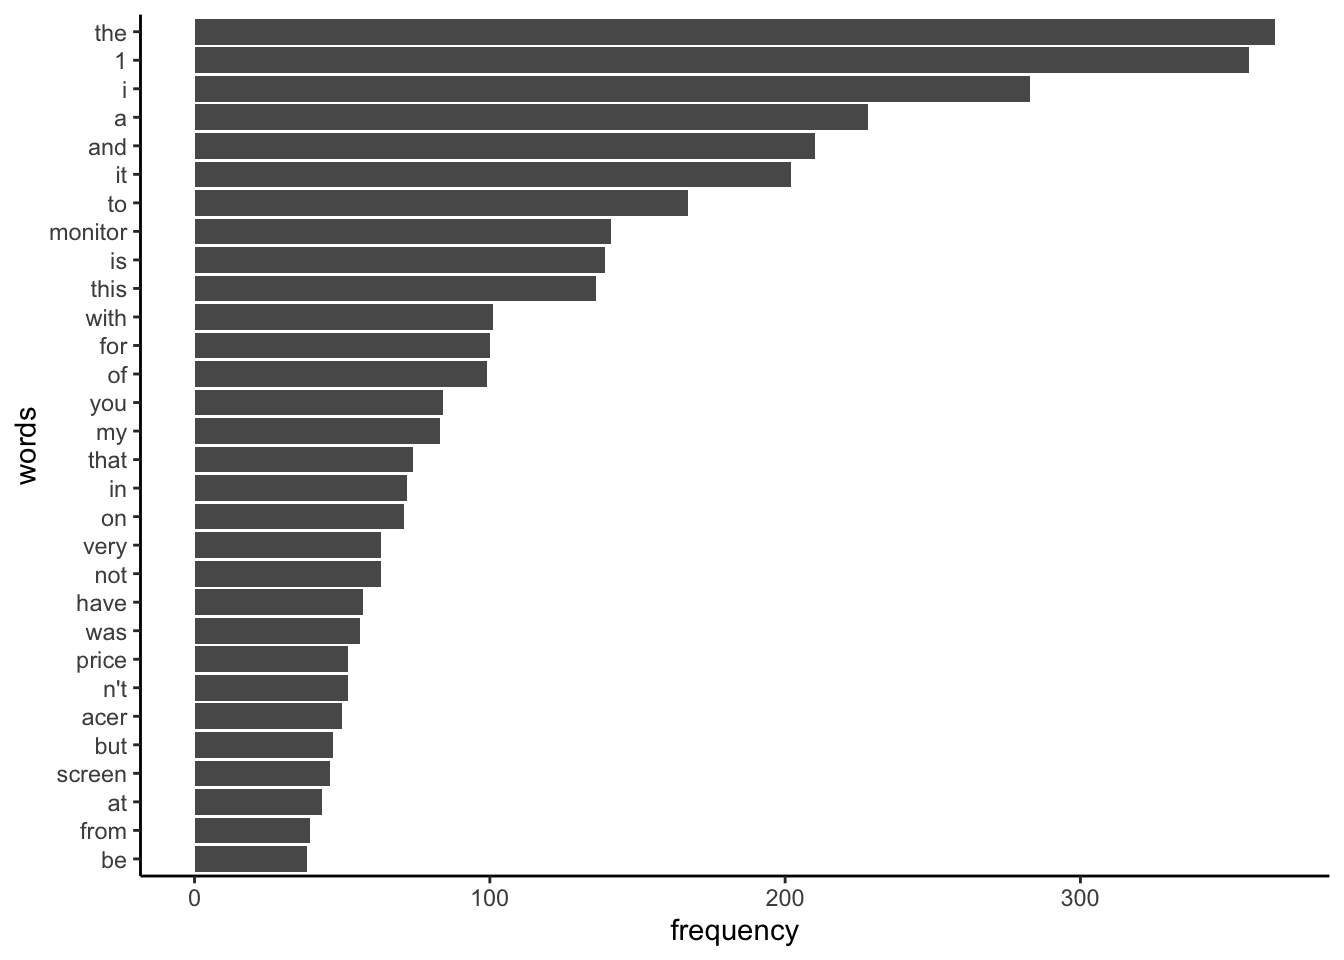 the
1
i
a
and
it
to
monitor
is
this
with
for
of
you
my
that
in
on
very
not
have
was
price
n't
acer
but
screen
at
from
be
words
0 100 200 300
frequency